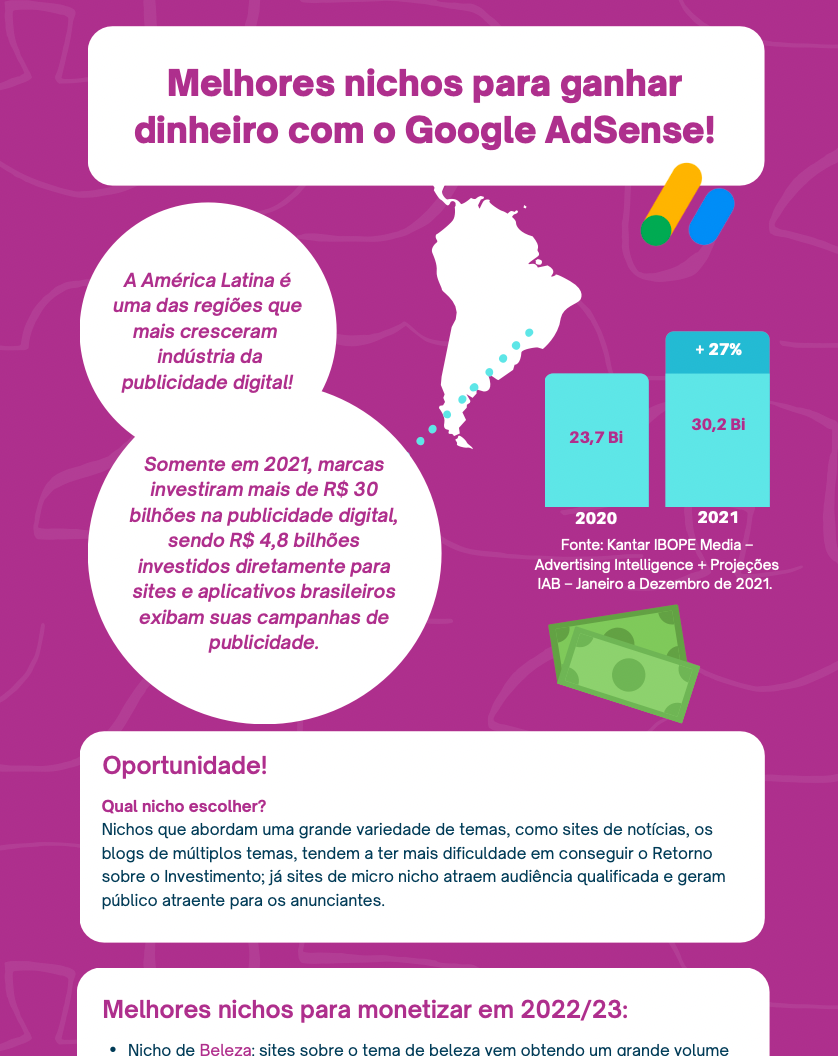 Melhores nichos para ganhar
dinheiro com o Google AdSense!
A América Latina é
uma das regiões que
mais cresceram
indústria da
publicidade digital!
Somente em 2021, marcas
investiram mais de R$ 30
bilhões na publicidade digital,
sendo R$ 4,8 bilhões
investidos diretamente para
sites e aplicativos brasileiros
exibam suas campanhas de
publicidade.
+ 27%
23,7 Bi
30,2 Bi
2020
2021
Fonte: Kantar IBOPE Media –
Advertising Intelligence + Projeções
IAB – Janeiro a Dezembro de 2021.
Oportunidade!
Qual nicho escolher?
Nichos que abordam uma grande variedade de temas, como sites de notícias, os
blogs de múltiplos temas, tendem a ter mais dificuldade em conseguir o Retorno
sobre o Investimento; já sites de micro nicho atraem audiência qualificada e geram
público atraente para os anunciantes.
Melhores nichos para monetizar em 2022/23:
• Nicho de Beleza: sites sobre o tema de beleza vem obtendo um grande volume